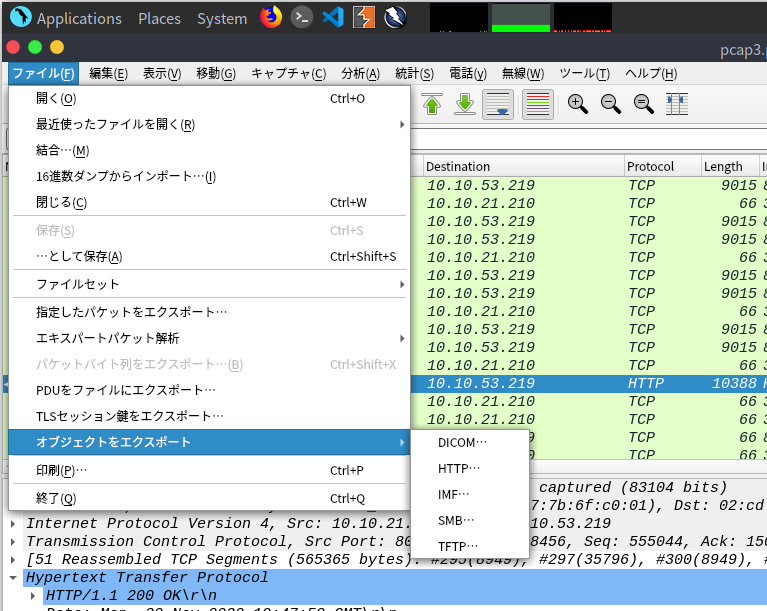 Applications Places System
pcap3.p
ファイル(F) 編集(E) 表示(V) 移動(G) キャプチャ(C) 分析(A) 統計(S) 電話(y) 無線(W) ツール(T) ヘルプ(H)
開く(O) Ctrl+O
最近使ったファイルを開く(R)
結合…(M)
16進数ダンプからインポート…(I)
閉じる(C) Ctrl+W
保存(S) Ctrl+S
…として保存(A) Ctrl+Shift+S
ファイルセット
指定したパケットをエクスポート…
エキスパートパケット解析
パケットバイト列をエクスポート…(B) Ctrl+Shift+X
PDUをファイルにエクスポート…
TLSセッション鍵をエクスポート…
オブジェクトをエクスポート
印刷(P)… Ctrl+P
終了(Q) Ctrl+Q
DICOM…
HTTP…
IMF…
SMB…
TFTP…
Destination Protocol Length
10.10.53.219 TCP 9015
10.10.21.210 TCP 66
10.10.53.219 TCP 9015
10.10.53.219 TCP 9015
10.10.21.210 TCP 66
10.10.53.219 TCP 9015
10.10.53.219 TCP 9015
10.10.21.210 TCP 66
10.10.53.219 TCP 9015
10.10.53.219 TCP 9015
10.10.21.210 TCP 66
10.10.53.219 HTTP 10388
10.10.21.210 TCP 66
10.10.21.210 TCP 66
TCP 66
TCP 66
captured (83104 bits)
7:7b:6f:c0:01), Dst: 02:cd
Internet Protocol Version 4, Src: 10.10.21. 0.53.219
Transmission Control Protocol, Src Port: 80 8456, Seq: 555044, Ack: 150
[51 Reassembled TCP Segments (565365 bytes): #295(8949), #297(35796), #300(8949), #
Hypertext Transfer Protocol
HTTP/1.1 200 OK\r\n